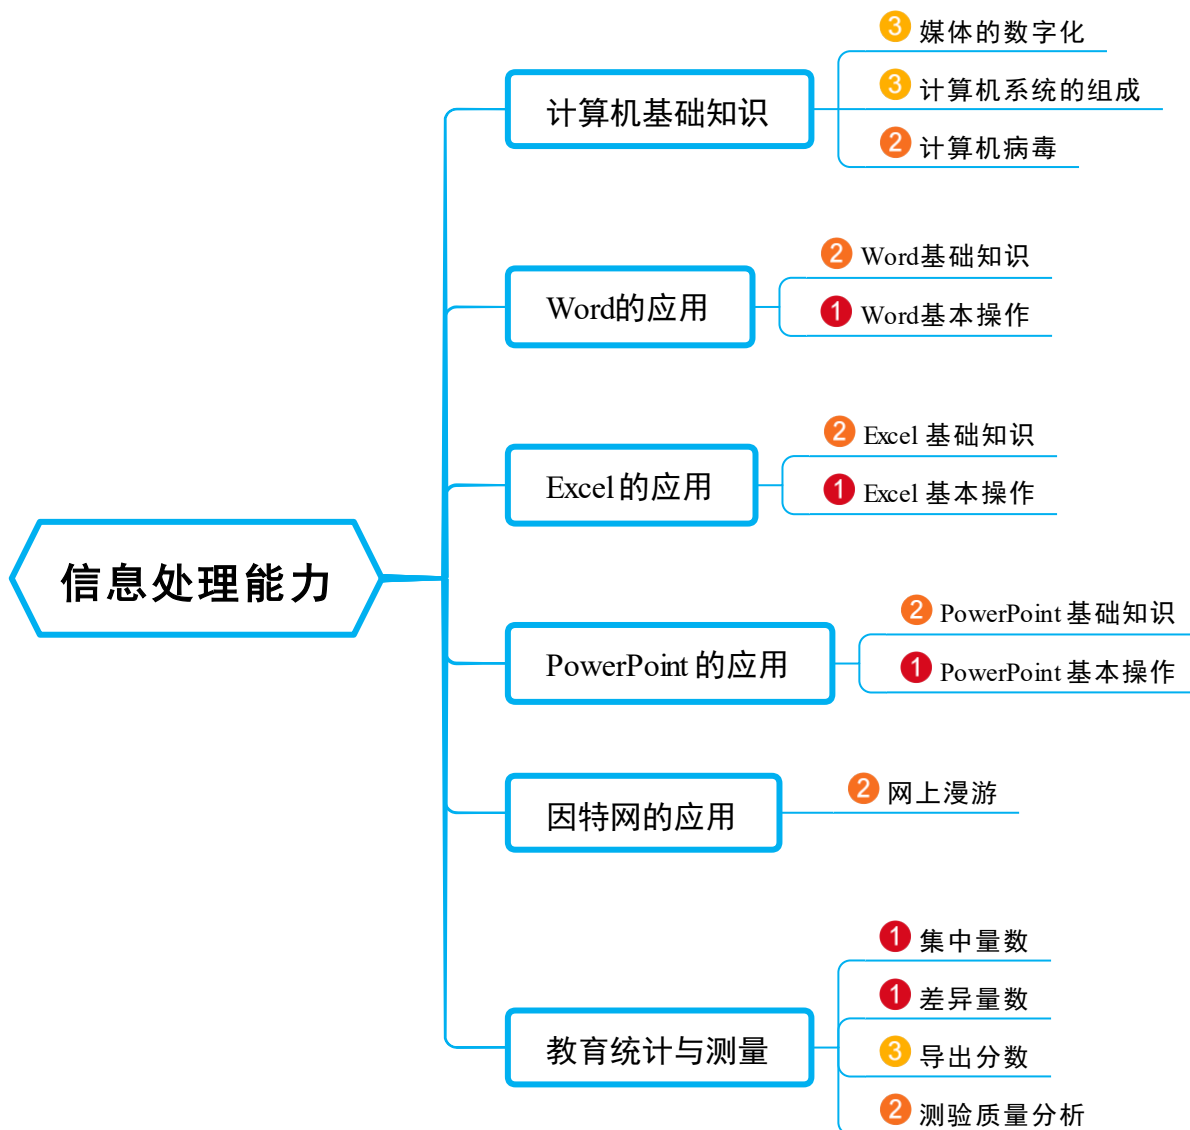 信息处理能力
计算机基础知识
3 媒体的数字化
3 计算机系统的组成
2 计算机病毒
Word的应用
2 Word基础知识
1 Word基本操作
Excel 的应用
2 Excel 基础知识
1 Excel 基本操作
PowerPoint 的应用
2 PowerPoint 基础知识
1 PowerPoint 基本操作
因特网的应用
2 网上漫游
教育统计与测量
1 集中量数
1 差异量数
3 导出分数
2 测验质量分析